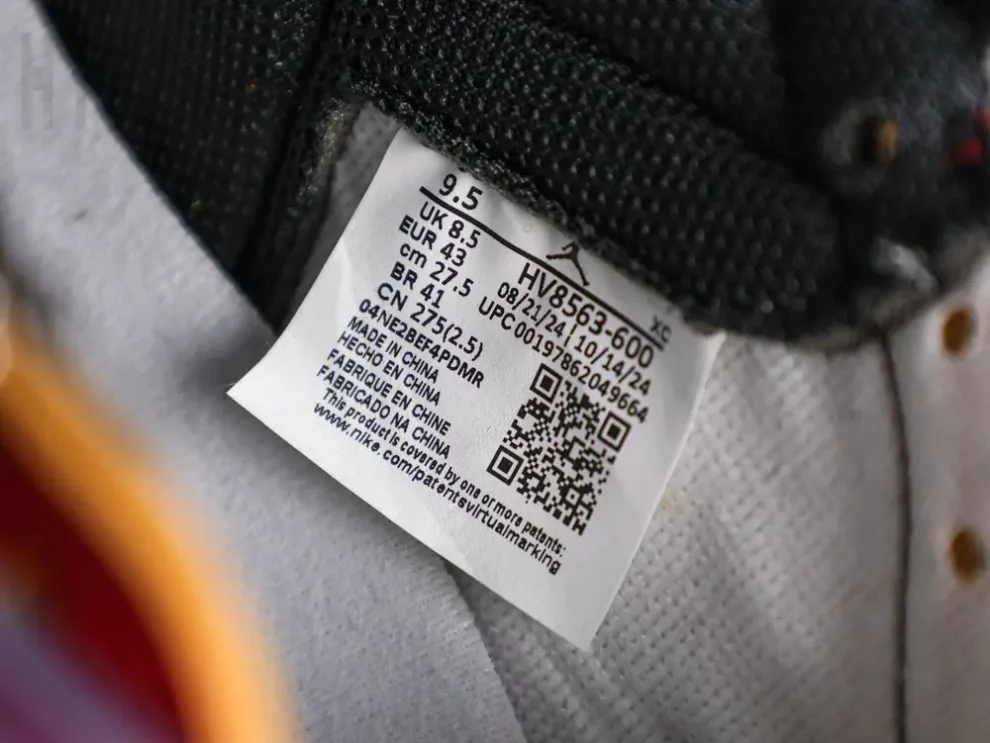 9.5
UK 8.5
EUR 43
cm 27.5
BR 41
CN 275(2.5)
04NE2BEF4PDMR
MADE IN CHINA
HECHO EN CHINA
FABRIQUE EN CHINE
FABRICADO NA CHINA
This product is covered by one or more patents:
www.nike.com/patentsvirtualmarking
XC
HV8563-600
08/21/24 | 10/14/24
UPC 00197862049664